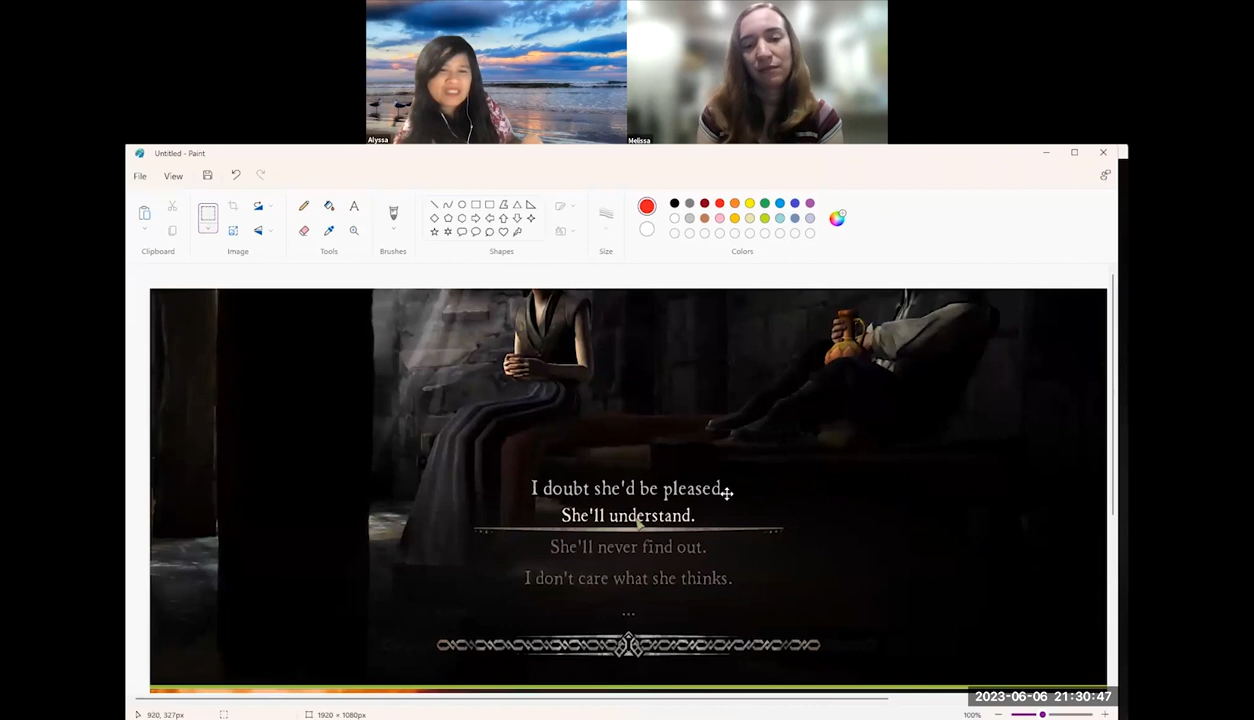 Alyssa
Melissa
Untitled - Paint
File
View
Clipboard
Image
Tools
Brushes
Shapes
Size
Colors
I doubt she'd be pleased.
She'll understand.
She'll never find out.
I don't care what she thinks.
...
2023-06-06 21:30:47
920, 327px
1920 × 1080px
100%